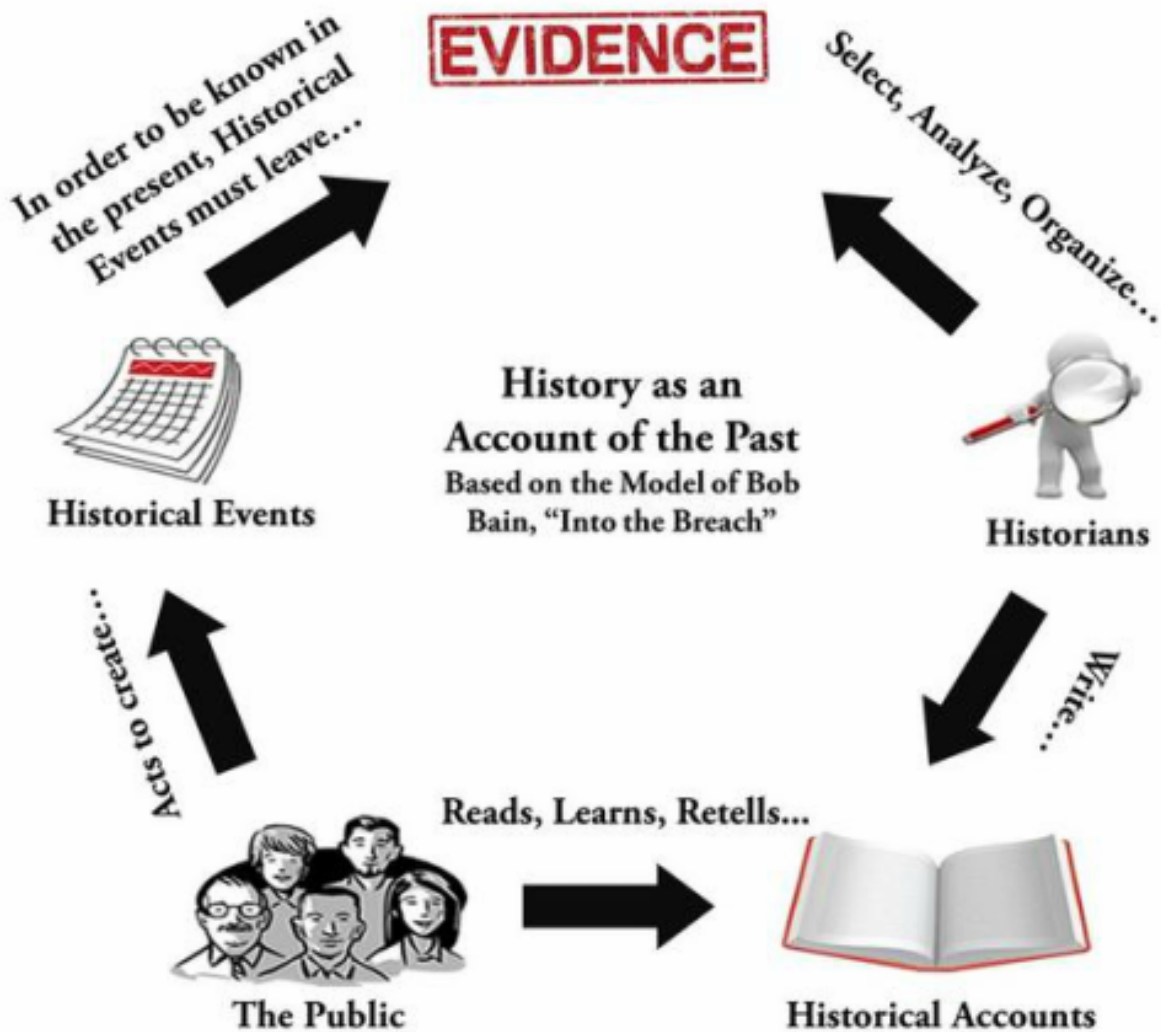 EVIDENCE
In order to be known in
the present, Historical
Events must leave...
Select, Analyze, Organize...
History as an
Account of the Past
Based on the Model of Bob
Bain, “Into the Breach”
Historical Events
Historians
Acts to create...
Write...
Reads, Learns, Retells...
The Public
Historical Accounts